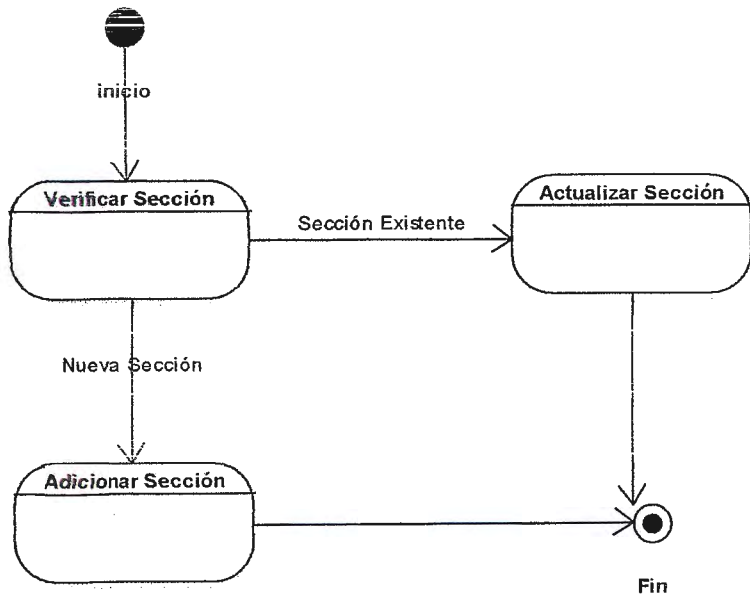 inicio
Verificar Sección
Actualizar Sección
Sección Existente
Nueva Sección
Adicionar Sección
Fin